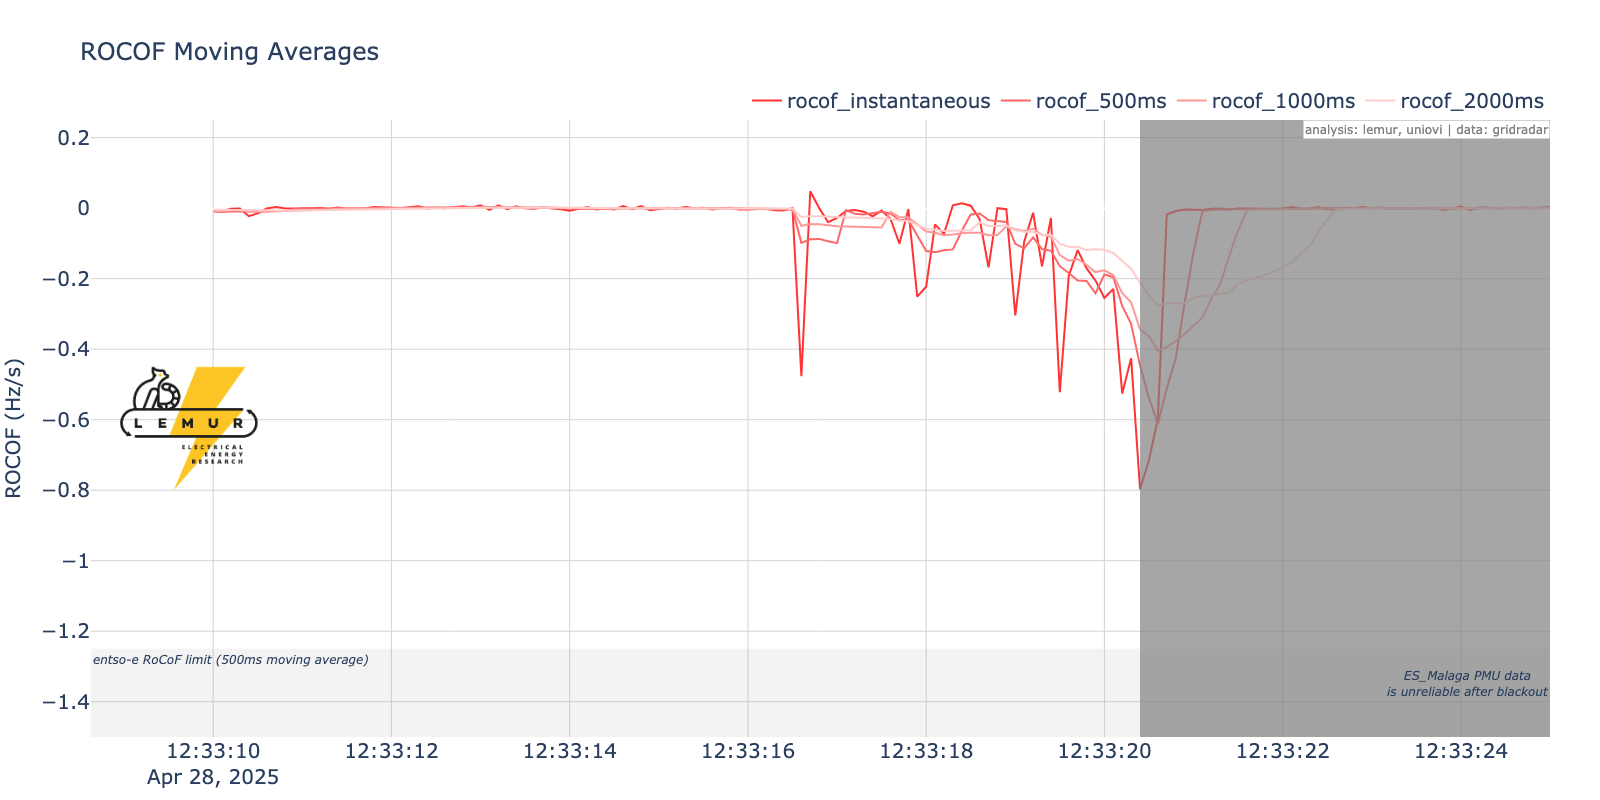 ROCOF Moving Averages
rocof_instantaneous rocof_500ms rocof_1000ms rocof_2000ms
analysis: lemur, uniovi | data: gridradar
0.2
0
−0.2
−0.4
−0.6
−0.8
−1
−1.2
−1.4
ROCOF (Hz/s)
LEMUR
ELECTRICAL
ENERGY
RESEARCH
entso-e RoCoF limit (500ms moving average)
ES_Malaga PMU data
is unreliable after blackout
12:33:10 12:33:12 12:33:14 12:33:16 12:33:18 12:33:20 12:33:22 12:33:24
Apr 28, 2025